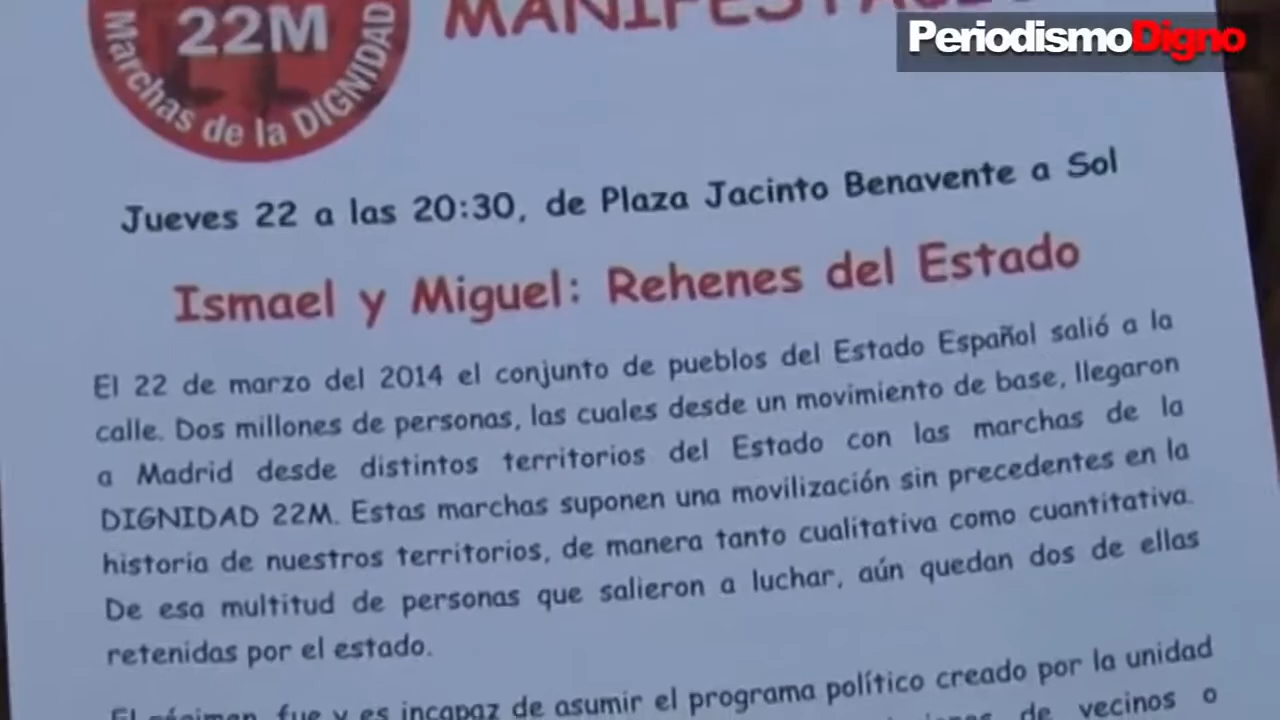 MANIFESTACIÓN
PeriodismoDigno
22M
Marchas de la DIGNIDAD
Jueves 22 a las 20:30, de Plaza Jacinto Benavente a Sol
Ismael y Miguel: Rehenes del Estado
El 22 de marzo del 2014 el conjunto de pueblos del Estado Español salió a la
calle. Dos millones de personas, las cuales desde un movimiento de base, llegaron
a Madrid desde distintos territorios del Estado con las marchas de la
DIGNIDAD 22M. Estas marchas suponen una movilización sin precedentes en la
historia de nuestros territorios, de manera tanto cualitativa como cuantitativa.
De esa multitud de personas que salieron a luchar, aún quedan dos de ellas
retenidas por el estado.
El régimen, fue y es incapaz de asumir el programa político creado por la unidad
de vecinos o